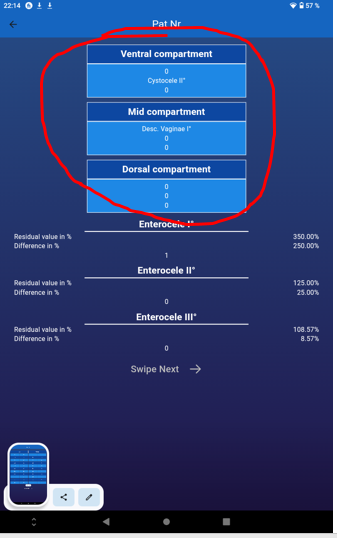 22:14
57 %
Pat Nr
Ventral compartment
0
Cystocele II°
0
Mid compartment
Desc. Vaginae I°
0
0
Dorsal compartment
0
0
0
Enterocele I°
Residual value in % 350.00%
Difference in % 250.00%
1
Enterocele II°
Residual value in % 125.00%
Difference in % 25.00%
0
Enterocele III°
Residual value in % 108.57%
Difference in % 8.57%
0
Swipe Next